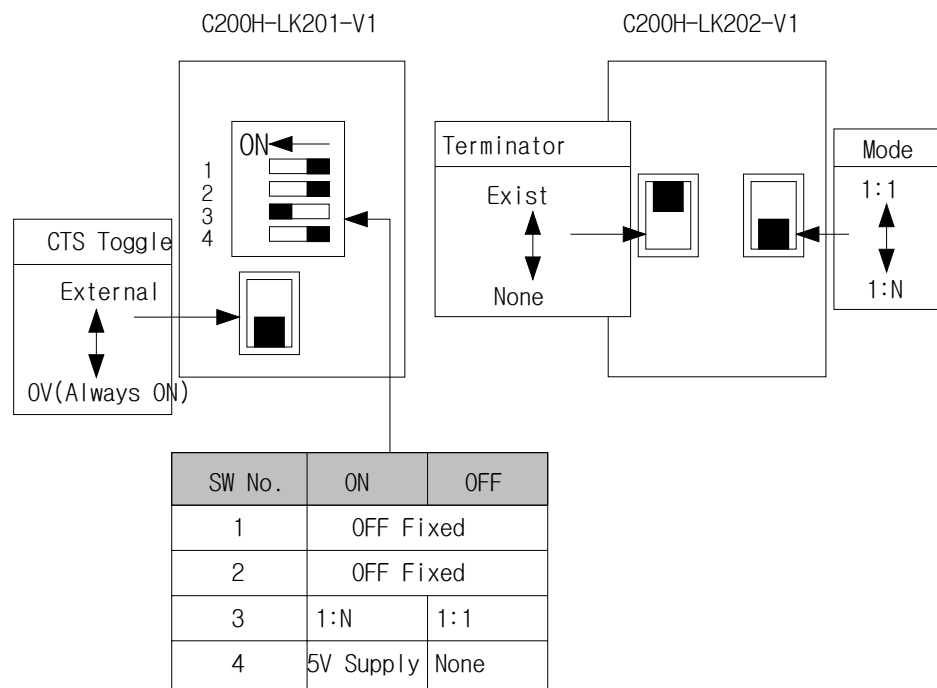 C200H-LK201-V1
C200H-LK202-V1
ON
1
2
3
4
CTS Toggle
External
0V(Always ON)
Terminator
Exist
None
Mode
1:1
1:N
SW No. ON OFF
1 OFF Fixed
2 OFF Fixed
3 1:N 1:1
4 5V Supply None